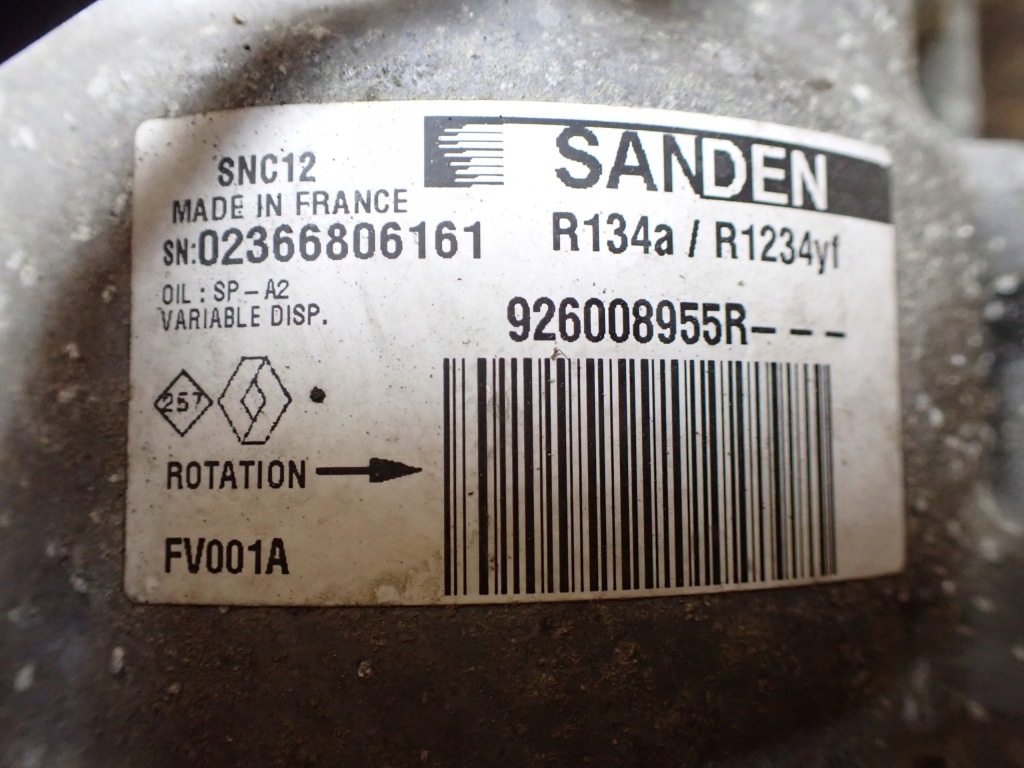 SNC12
MADE IN FRANCE
SN:02366806161
OIL : SP - A2
VARIABLE DISP.
SANDEN
R134a / R1234yf
926008955R- - -
257
ROTATION
FV001A